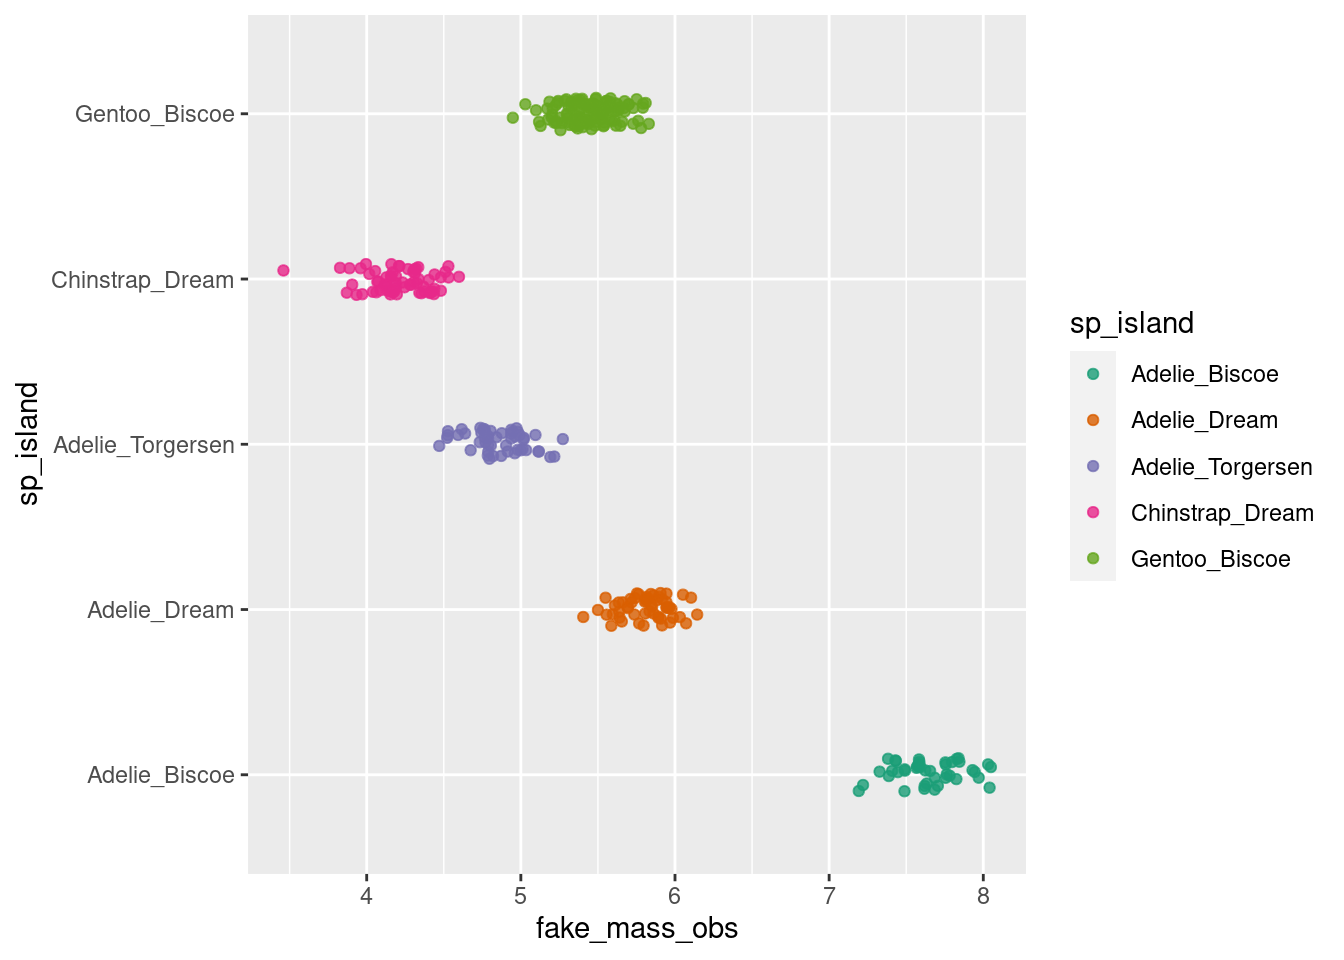 Gentoo_Biscoe
Chinstrap_Dream
Adelie_Torgersen
Adelie_Dream
Adelie_Biscoe
sp_island
4 5 6 7 8
fake_mass_obs
sp_island
Adelie_Biscoe
Adelie_Dream
Adelie_Torgersen
Chinstrap_Dream
Gentoo_Biscoe